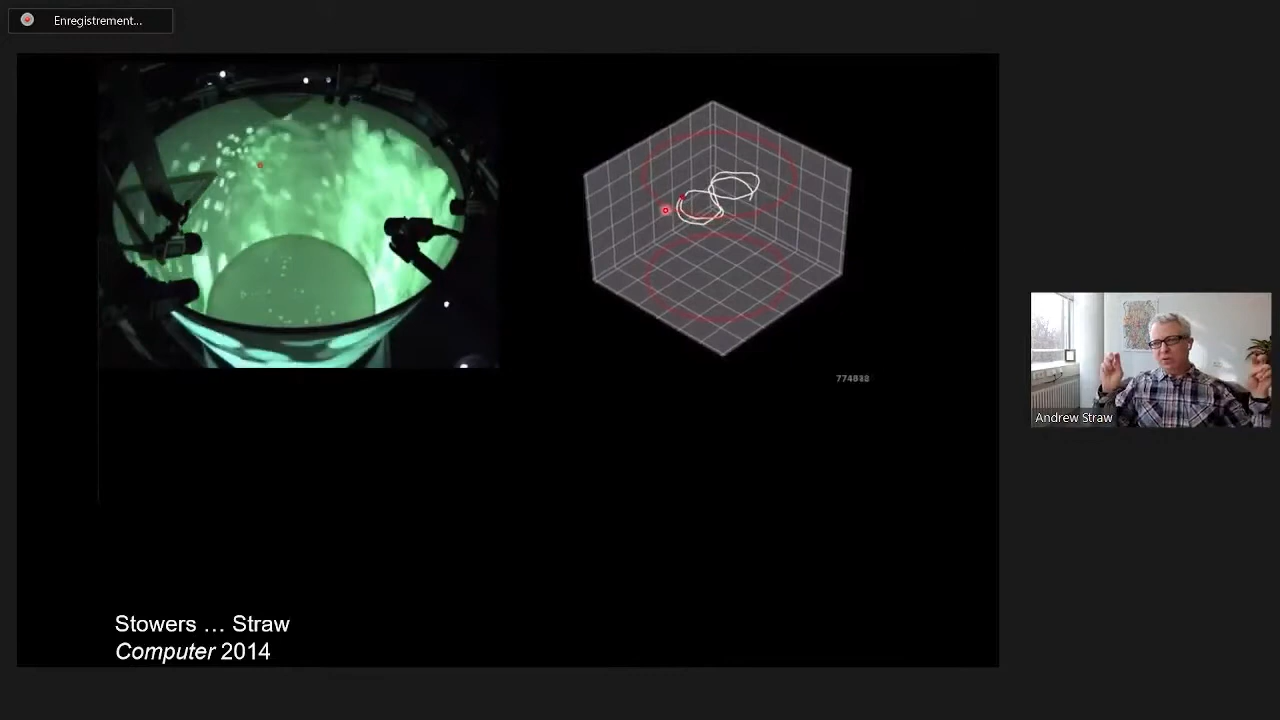 Enregistrement...
Andrew Straw
Stowers … Straw
Computer 2014